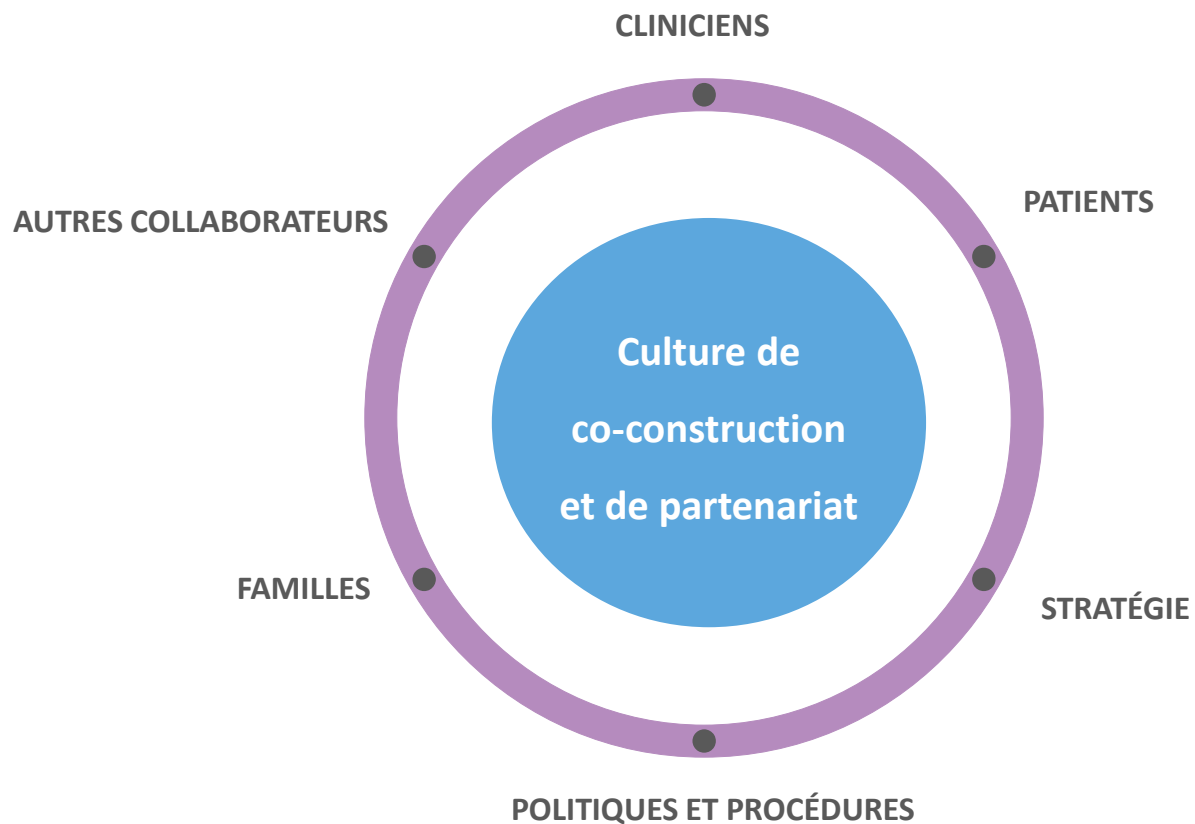 CLINICIENS
PATIENTS
AUTRES COLLABORATEURS
Culture de
co-construction
et de partenariat
FAMILLES
STRATÉGIE
POLITIQUES ET PROCÉDURES